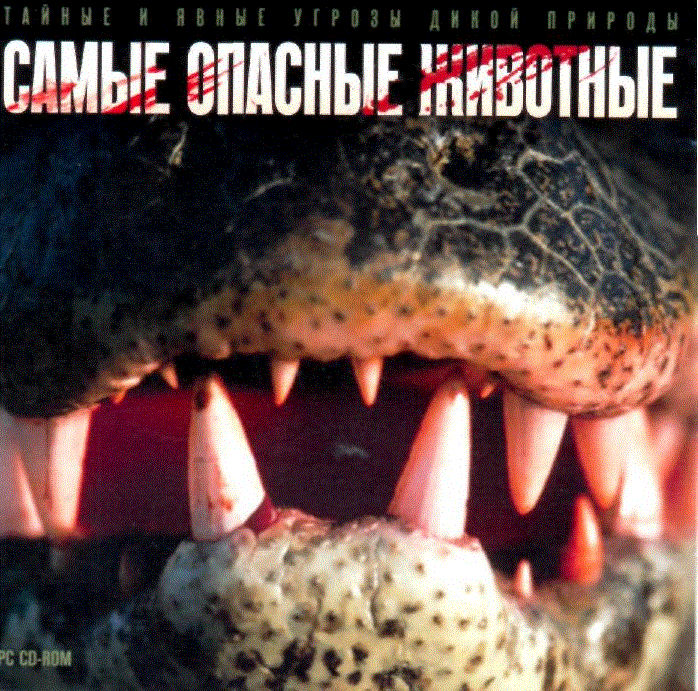 ТАЙНЫЕ И ЯВНЫЕ УГРОЗЫ ДИКОЙ ПРИРОДЫ
САМЫЕ ОПАСНЫЕ ЖИВОТНЫЕ
PC CD-ROM